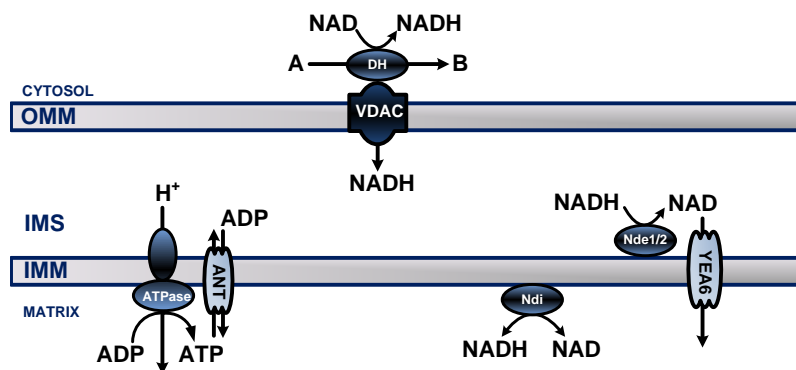 NAD NADH
A DH B
CYTOSOL
OMM VDAC
NADH
H+
ADP NADH NAD
IMS
Nde1/2
IMM ANT YEA6
ATPase Ndi
MATRIX
ADP ATP NADH NAD